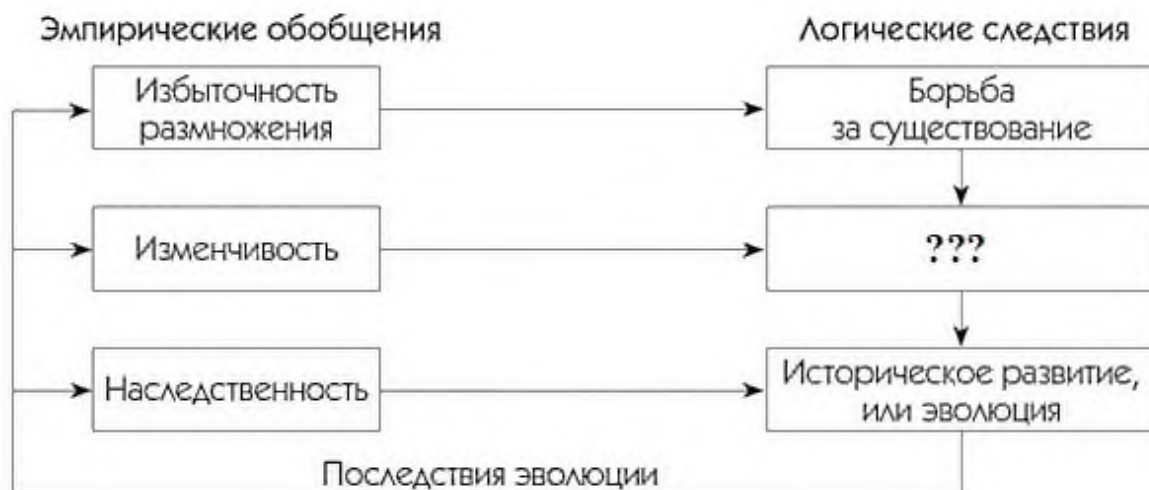 Эмпирические обобщения
Логические следствия
Избыточность
размножения
Борьба
за существование
Изменчивость
???
Наследственность
Историческое развитие,
или эволюция
Последствия эволюции